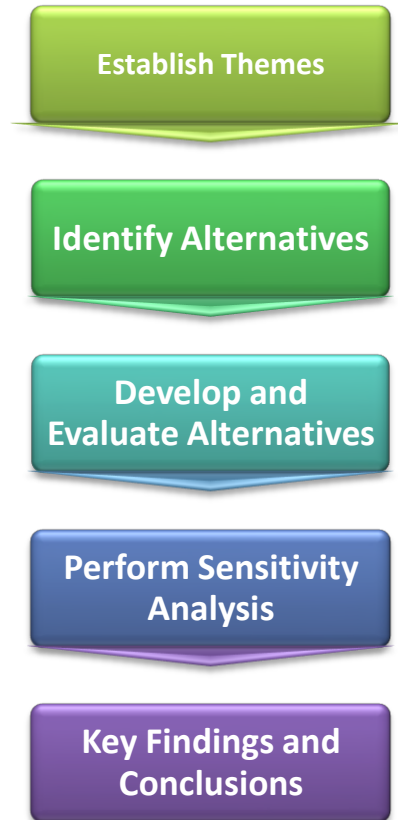 Establish Themes
Identify Alternatives
Develop and
Evaluate Alternatives
Perform Sensitivity
Analysis
Key Findings and
Conclusions